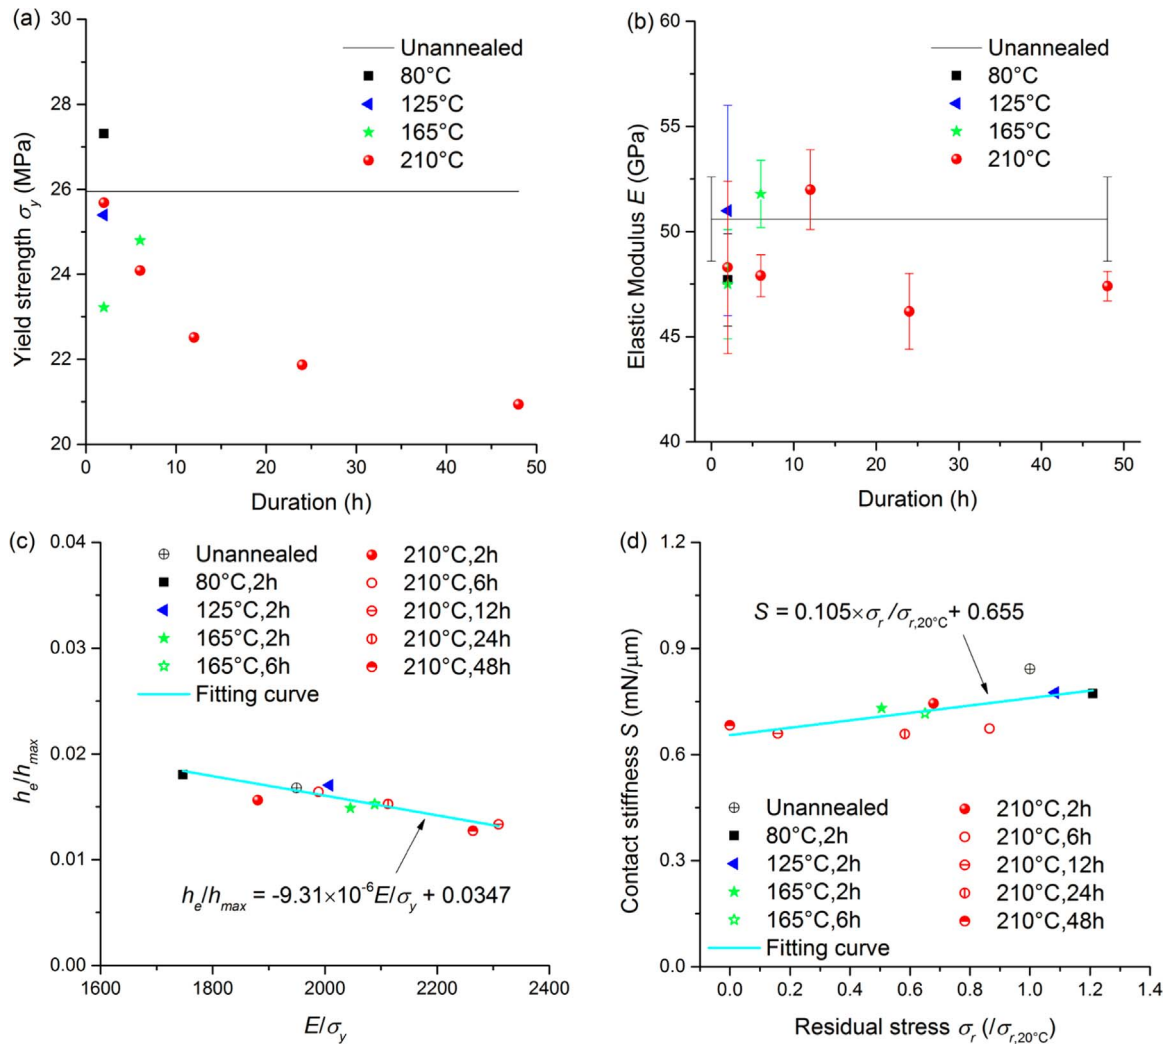 (a)
30
28
26
24
22
20
Yield strength σy (MPa)
Unannealed
80°C
125°C
165°C
210°C
0
10
20
30
40
50
Duration (h)
(b)
60
55
50
45
40
Elastic Modulus E (GPa)
Unannealed
80°C
125°C
165°C
210°C
0
10
20
30
40
50
Duration (h)
(c)
0.04
0.03
0.02
0.01
0.00
he/hmax
Unannealed
80°C,2h
125°C,2h
165°C,2h
165°C,6h
Fitting curve
210°C,2h
210°C,6h
210°C,12h
210°C,24h
210°C,48h
he/hmax = -9.31×10-6E/σy + 0.0347
1600
1800
2000
2200
2400
E/σy
(d)
1.2
0.9
0.6
0.3
0.0
Contact stiffness S (mN/μm)
S = 0.105×σr /σr,20°C+ 0.655
Unannealed
80°C,2h
125°C,2h
165°C,2h
165°C,6h
Fitting curve
210°C,2h
210°C,6h
210°C,12h
210°C,24h
210°C,48h
0.0
0.2
0.4
0.6
0.8
1.0
1.2
1.4
Residual stress σr (/σr,20°C)